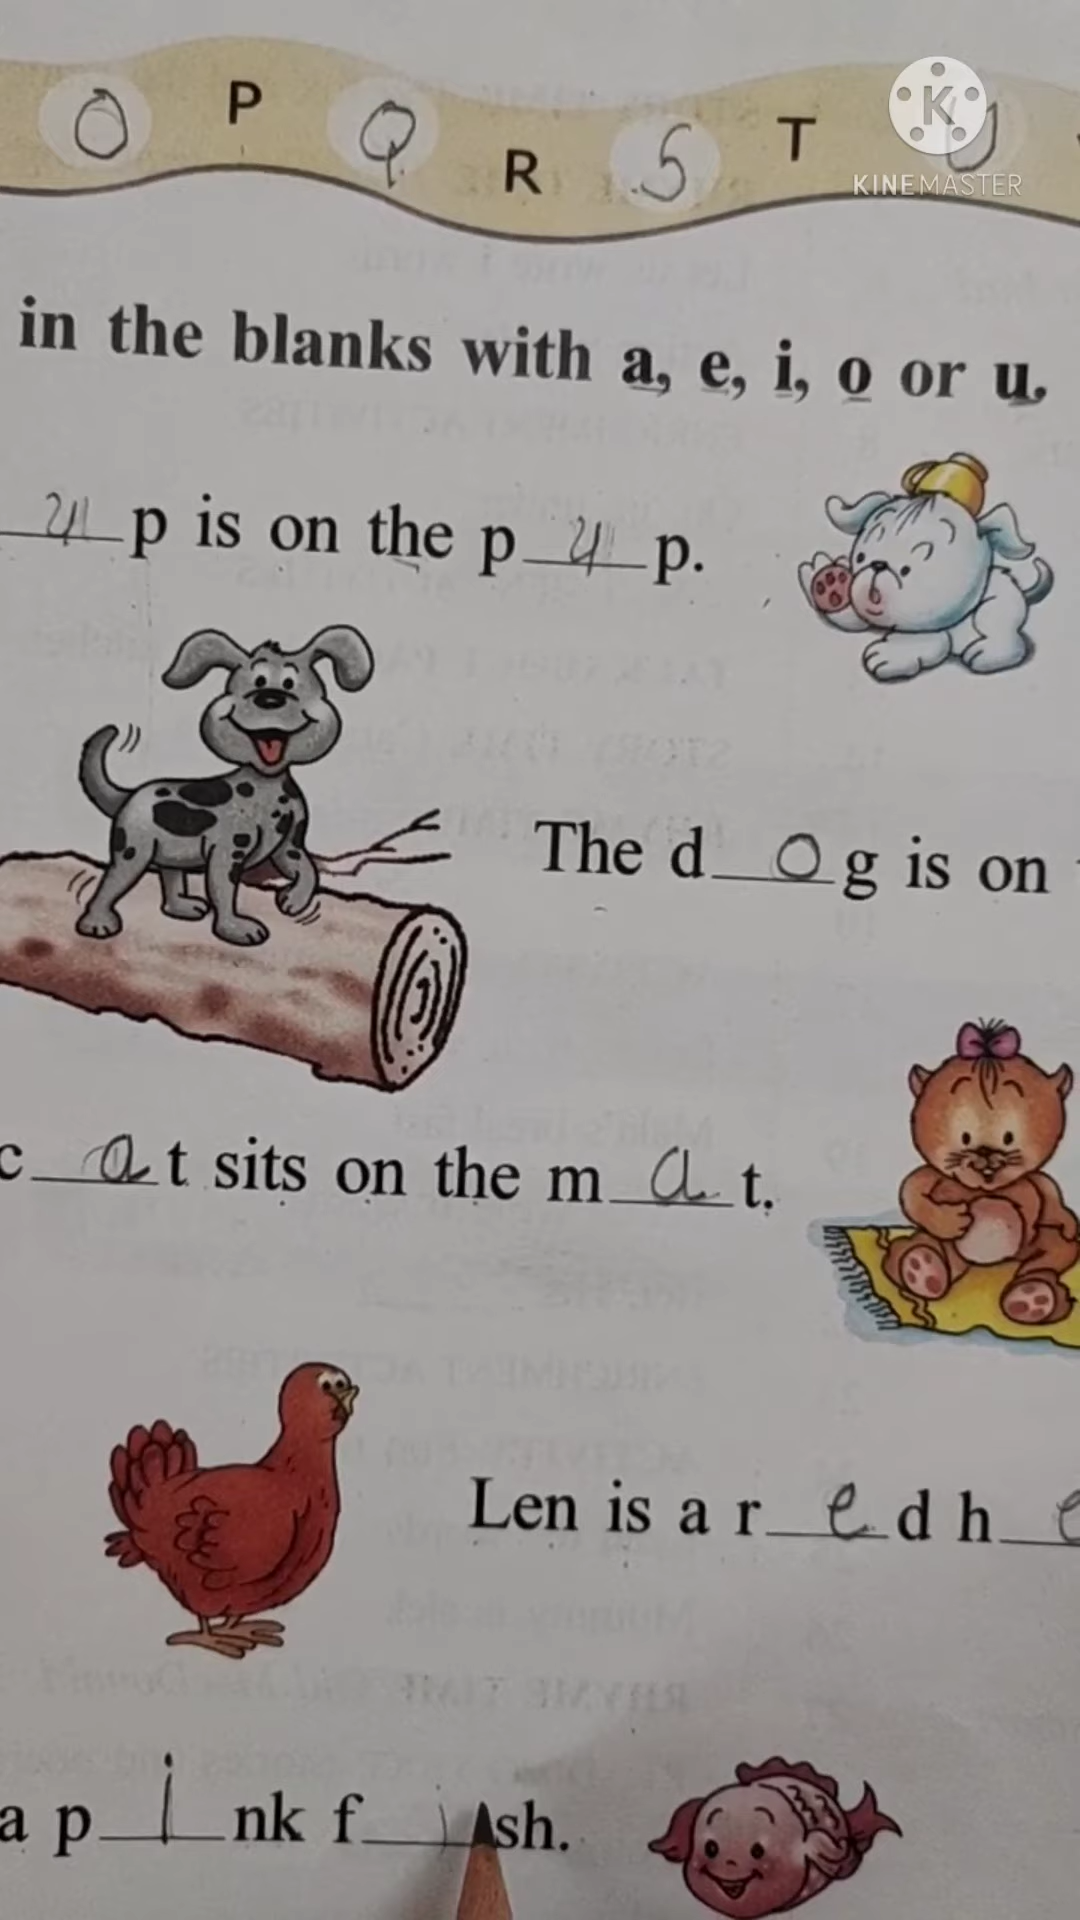 O P Q R S T U
K
KINEMASTER
in the blanks with a, e, i, o or u.
u p is on the p u p.
The d o g is on
c a t sits on the m a t.
Len is a r e d h e
a p i nk f i sh.